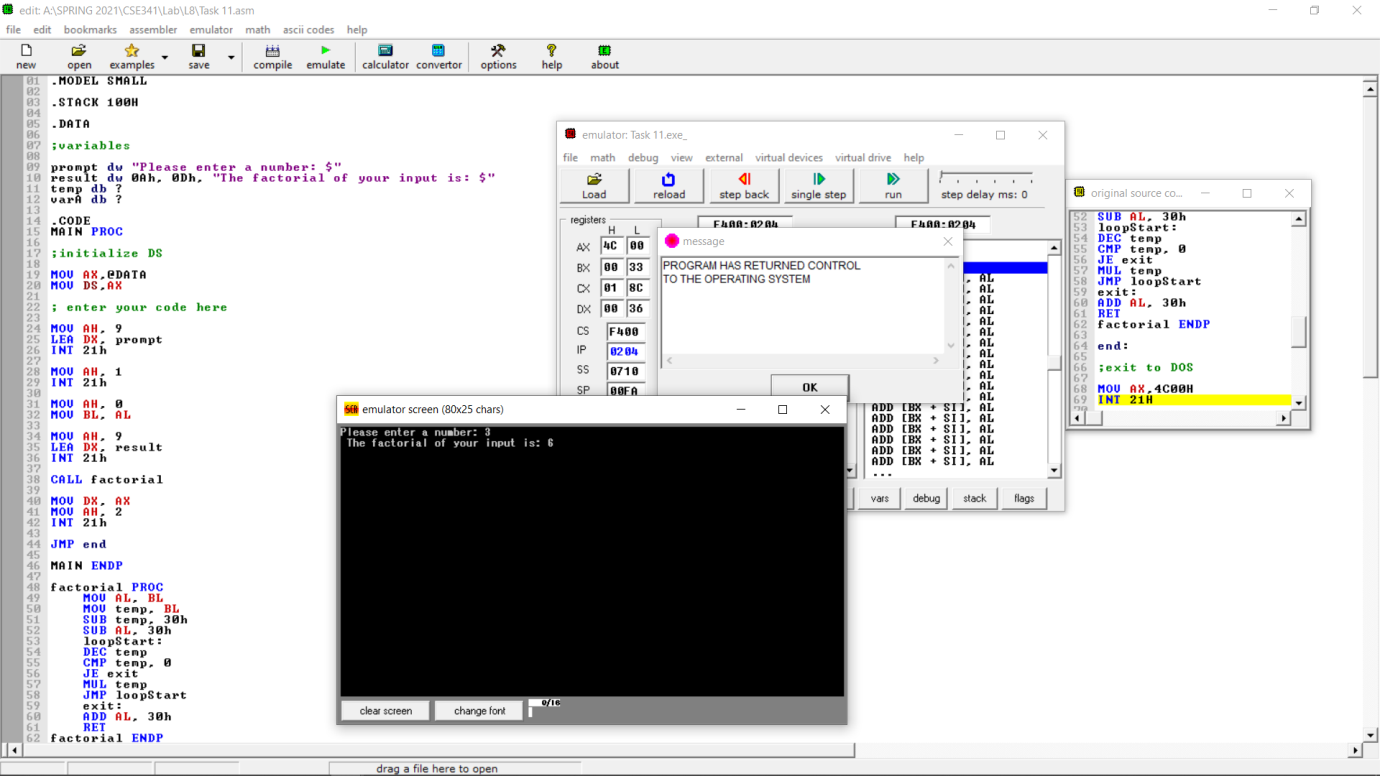 edit: A:\SPRING 2021\CSE341\Lab\L8\Task 11.asm
file edit bookmarks assembler emulator math ascii codes help
new open examples save compile emulate calculator convertor options help about
01 .MODEL SMALL
02
03 .STACK 100H
04
05 .DATA
06
07 ;variables
08
09 prompt dw "Please enter a number: $"
10 result dw 0Ah, 0Dh, "The factorial of your input is: $"
11 temp db ?
12 varA db ?
13
14 .CODE
15 MAIN PROC
16
17 ;initialize DS
18
19 MOV AX,@DATA
20 MOV DS,AX
21
22 ; enter your code here
23
24 MOV AH, 9
25 LEA DX, prompt
26 INT 21h
27
28 MOV AH, 1
29 INT 21h
30
31 MOV AH, 0
32 MOV BL, AL
33
34 MOV AH, 9
35 LEA DX, result
36 INT 21h
37
38 CALL factorial
39
40 MOV DX, AX
41 MOV AH, 2
42 INT 21h
43
44 JMP end
45
46 MAIN ENDP
47
48 factorial PROC
49 MOV AL, BL
50 MOV temp, BL
51 SUB temp, 30h
52 SUB AL, 30h
53 loopStart:
54 DEC temp
55 CMP temp, 0
56 JE exit
57 MUL temp
58 JMP loopStart
59 exit:
60 ADD AL, 30h
61 RET
62 factorial ENDP
drag a file here to open
emulator: Task 11.exe_
file math debug view external virtual devices virtual drive help
Load reload step back single step run step delay ms: 0
registers F400:0204 F400:0204
H L
AX 4C 00
BX 00 33
CX 01 8C
DX 00 36
CS F400
IP 0204
SS 0710
SP 00FA
, AL
, AL
, AL
, AL
, AL
, AL
, AL
, AL
, AL
, AL
, AL
, AL
ADD [BX + SI], AL
ADD [BX + SI], AL
ADD [BX + SI], AL
ADD [BX + SI], AL
ADD [BX + SI], AL
ADD [BX + SI], AL
...
vars debug stack flags
message
PROGRAM HAS RETURNED CONTROL
TO THE OPERATING SYSTEM
OK
emulator screen (80x25 chars)
Please enter a number: 3
The factorial of your input is: 6
clear screen change font 0/16
original source co...
52 SUB AL, 30h
53 loopStart:
54 DEC temp
55 CMP temp, 0
56 JE exit
57 MUL temp
58 JMP loopStart
59 exit:
60 ADD AL, 30h
61 RET
62 factorial ENDP
63
64 end:
65
66 ;exit to DOS
67
68 MOV AX,4C00H
69 INT 21H